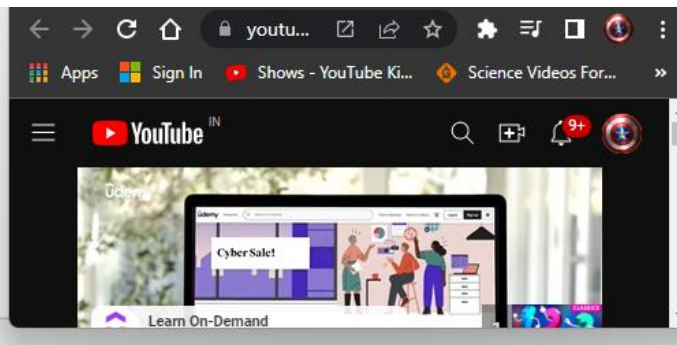 youtu...
Apps Sign In Shows - YouTube Ki... Science Videos For... »
YouTube IN 9+
Udemy
ûdemy
Cyber Sale!
Learn On-Demand
CLASSICS